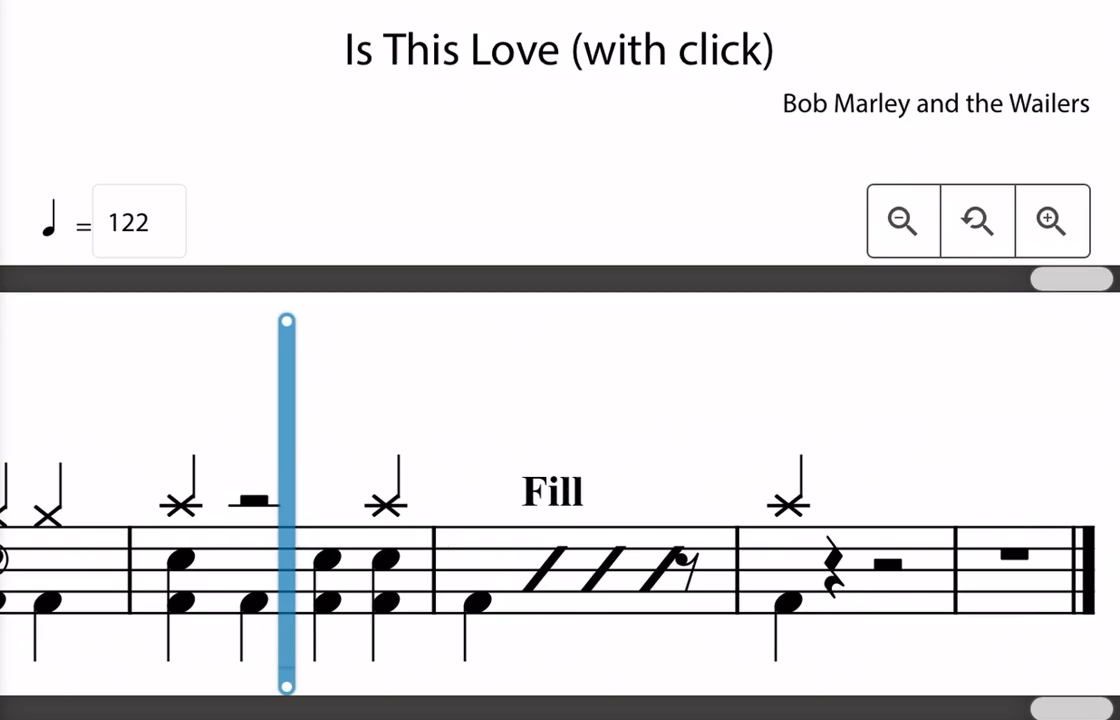 Is This Love (with click)
Bob Marley and the Wailers
= 122
Fill